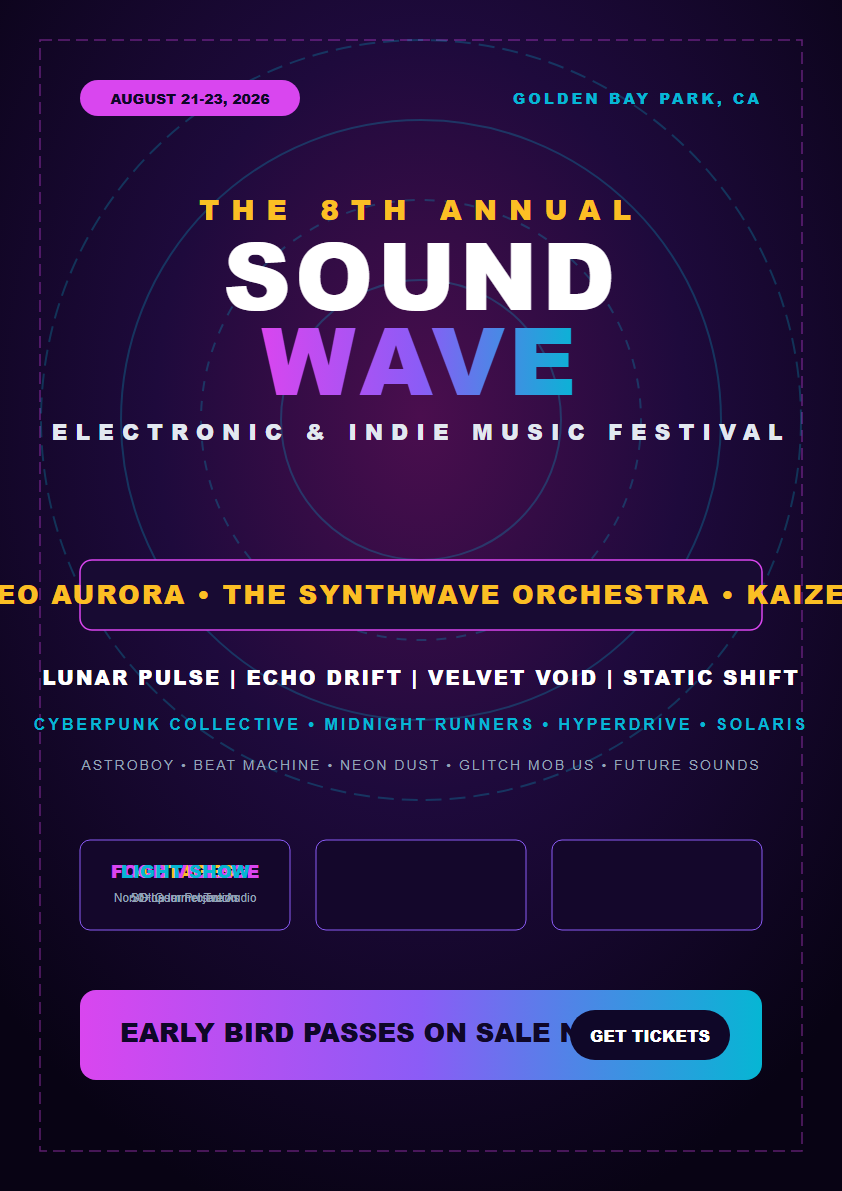 AUGUST 21-23, 2026
GOLDEN BAY PARK, CA
THE 8TH ANNUAL
SOUND
WAVE
ELECTRONIC & INDIE MUSIC FESTIVAL
EO AURORA • THE SYNTHWAVE ORCHESTRA • KAIZE
LUNAR PULSE | ECHO DRIFT | VELVET VOID | STATIC SHIFT
CYBERPUNK COLLECTIVE • MIDNIGHT RUNNERS • HYPERDRIVE • SOLARIS
ASTROBOY • BEAT MACHINE • NEON DUST • GLITCH MOB US • FUTURE SOUNDS
LIGHT SHOW
EARLY BIRD PASSES ON SALE N
GET TICKETS